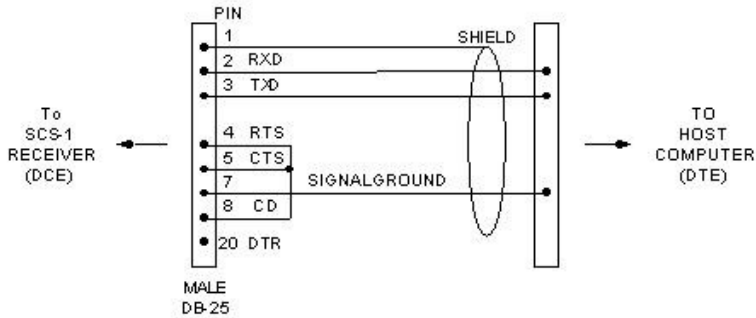 PIN
1
SHIELD
2 RXD
3 TXD
To
SCS-1
RECEIVER
(DCE)
4 RTS
5 CTS
7
SIGNALGROUND
8 CD
20 DTR
TO
HOST
COMPUTER
(DTE)
MALE
DB-25